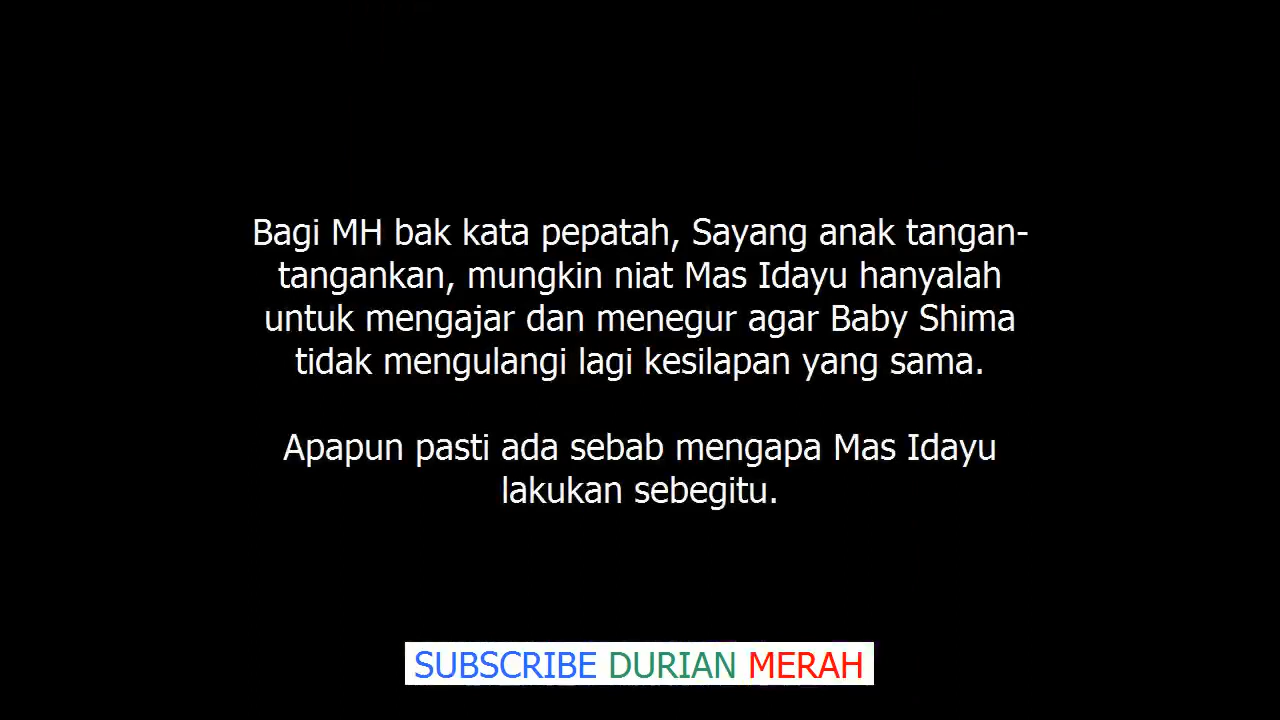 Bagi MH bak kata pepatah, Sayang anak tangan-
tangankan, mungkin niat Mas Idayu hanyalah
untuk mengajar dan menegur agar Baby Shima
tidak mengulangi lagi kesilapan yang sama.
Apapun pasti ada sebab mengapa Mas Idayu
lakukan sebegitu.
SUBSCRIBE DURIAN MERAH